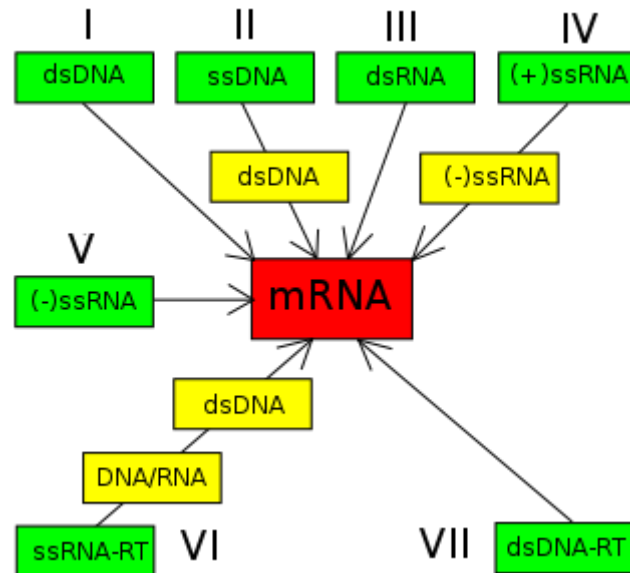 I II III IV
dsDNA ssDNA dsRNA (+)ssRNA
dsDNA (-)ssRNA
V
(-)ssRNA mRNA
dsDNA
DNA/RNA
ssRNA-RT VI VII dsDNA-RT